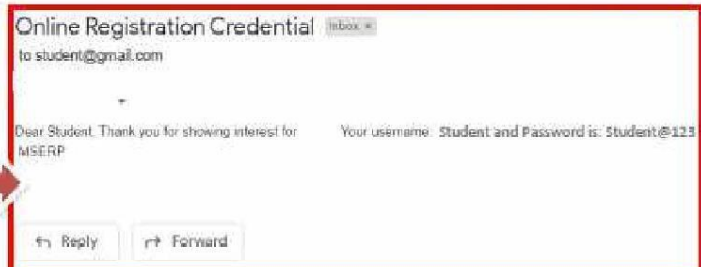 Online Registration Credential Inbox ×
to student@gmail.com
Dear Student, Thank you for showing interest for Your username: Student and Password is: Student@123
MSERP
Reply Forward